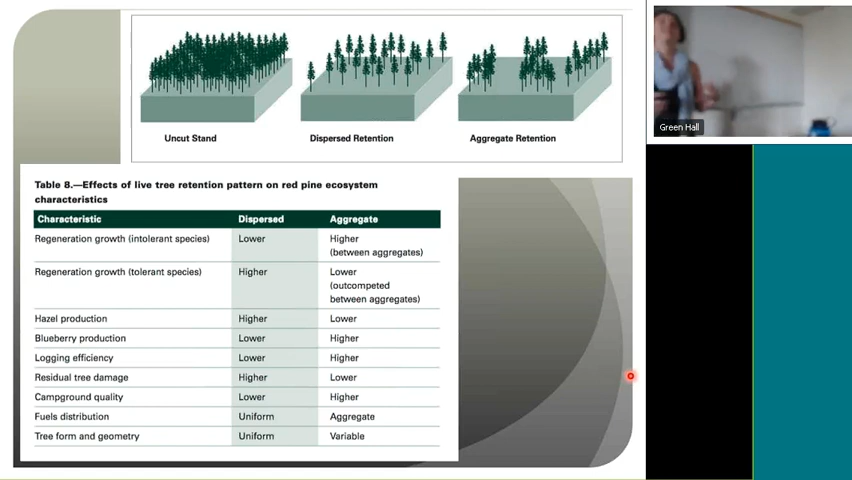 Uncut Stand
Dispersed Retention
Aggregate Retention
Green Hall
Table 8.—Effects of live tree retention pattern on red pine ecosystem
characteristics
Characteristic Dispersed Aggregate
Regeneration growth (intolerant species) Lower Higher
(between aggregates)
Regeneration growth (tolerant species) Higher Lower
(outcompeted
between aggregates)
Hazel production Higher Lower
Blueberry production Lower Higher
Logging efficiency Lower Higher
Residual tree damage Higher Lower
Campground quality Lower Higher
Fuels distribution Uniform Aggregate
Tree form and geometry Uniform Variable